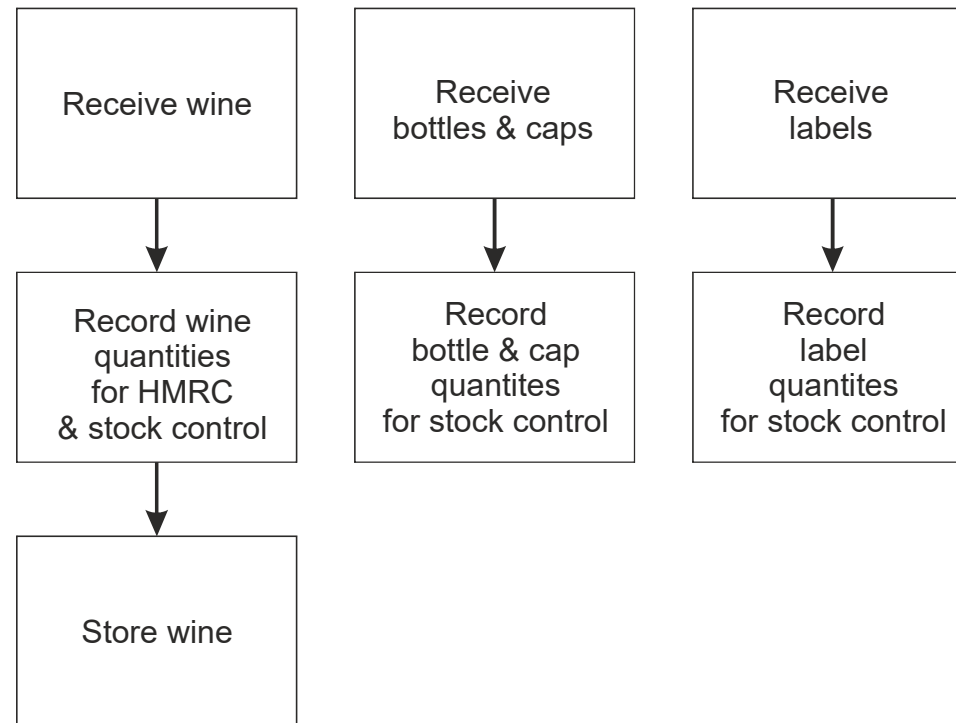 Receive wine
Receive
bottles & caps
Receive
labels
Record wine
quantities
for HMRC
& stock control
Record
bottle & cap
quantites
for stock control
Record
label
quantites
for stock control
Store wine